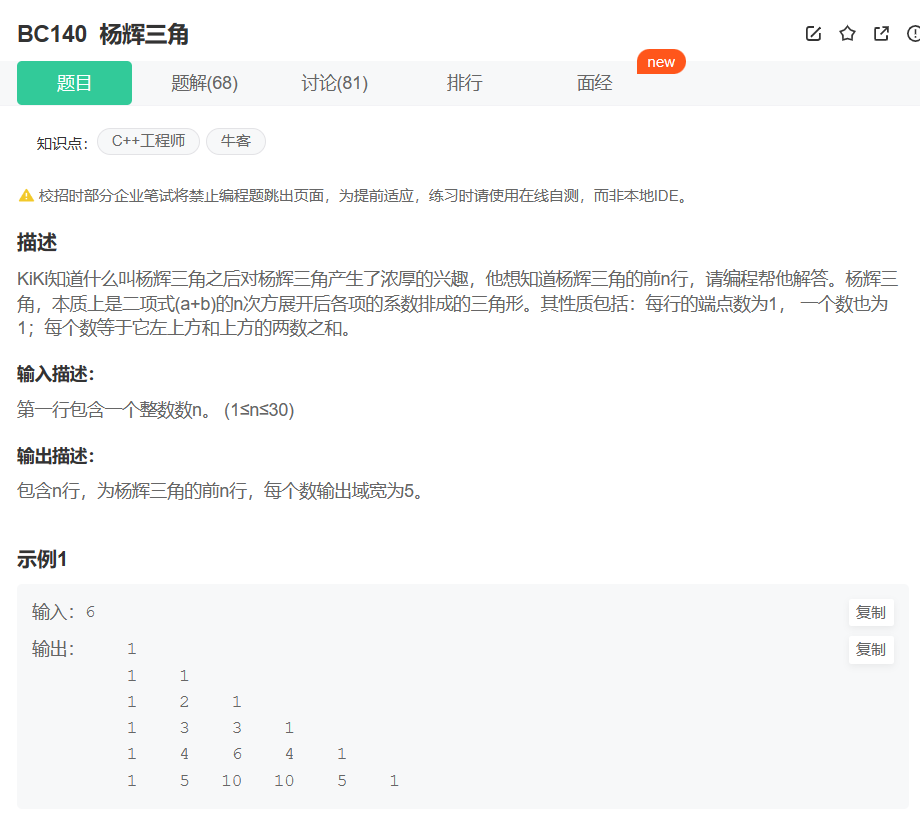 BC140 杨辉三角
题目 题解(68) 讨论(81) 排行 面经 new
知识点: C++工程师 牛客
校招时部分企业笔试将禁止编程题跳出页面，为提前适应，练习时请使用在线自测，而非本地IDE。
描述
KiKi知道什么叫杨辉三角之后对杨辉三角产生了浓厚的兴趣，他想知道杨辉三角的前n行，请编程帮他解答。杨辉三
角，本质上是二项式(a+b)的n次方展开后各项的系数排成的三角形。其性质包括：每行的端点数为1， 一个数也为
1；每个数等于它左上方和上方的两数之和。
输入描述：
第一行包含一个整数数n。 (1≤n≤30)
输出描述：
包含n行，为杨辉三角的前n行，每个数输出域宽为5。
示例1
输入：6 复制
输出： 1 复制
1 1
1 2 1
1 3 3 1
1 4 6 4 1
1 5 10 10 5 1